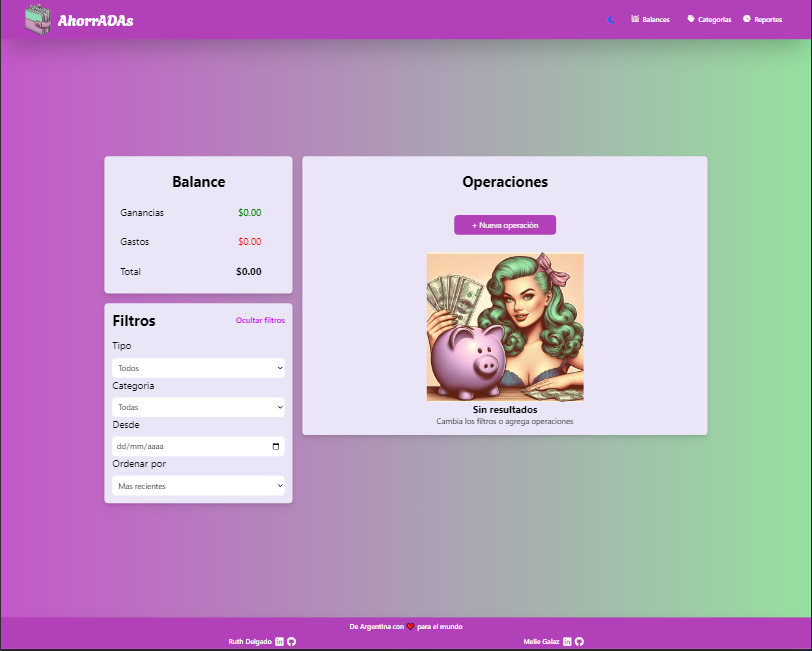 AhorrADAs
Balances
Categorías
Reportes
Balance
Ganancias $0.00
Gastos $0.00
Total $0.00
Filtros Ocultar filtros
Tipo
Todos
Categoria
Todas
Desde
dd/mm/aaaa
Ordenar por
Mas recientes
Operaciones
+ Nueva operación
Sin resultados
Cambia los filtros o agrega operaciones
De Argentina con ❤ para el mundo
Ruth Delgado
Melie Galaz